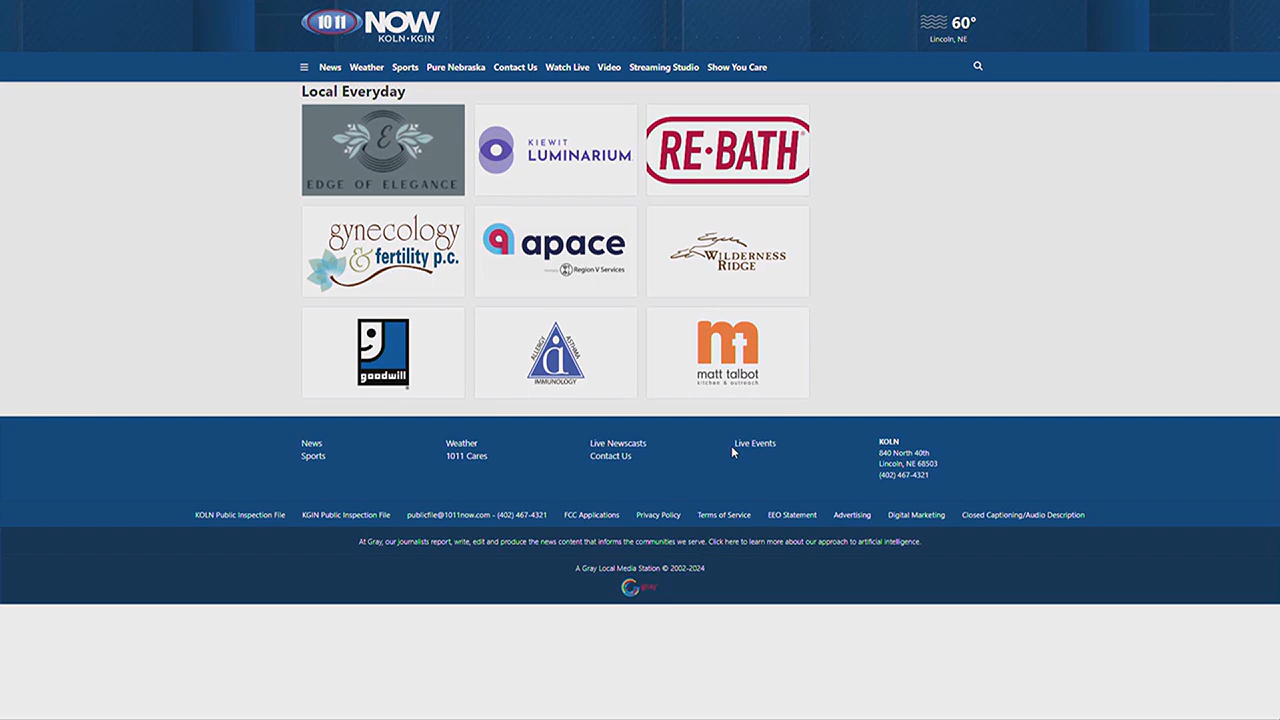 10 11 NOW
KOLN•KGIN
60°
Lincoln, NE
News Weather Sports Pure Nebraska Contact Us Watch Live Video Streaming Studio Show You Care
Local Everyday
E
EDGE OF ELEGANCE
KIEWIT
LUMINARIUM
RE•BATH®
gynecology
& fertility p.c.
apace
formerly Region V Services
WILDERNESS
RIDGE
goodwill
ALLERGY ASTHMA
IMMUNOLOGY
mt
matt talbot
kitchen & outreach
News Weather Live Newscasts Live Events
Sports 1011 Cares Contact Us
KOLN
840 North 40th
Lincoln, NE 68503
(402) 467-4321
KOLN Public Inspection File KGIN Public Inspection File publicfile@1011now.com - (402) 467-4321 FCC Applications Privacy Policy Terms of Service EEO Statement Advertising Digital Marketing Closed Captioning/Audio Description
At Gray, our journalists report, write, edit and produce the news content that informs the communities we serve. Click here to learn more about our approach to artificial intelligence.
A Gray Local Media Station © 2002-2024
gray